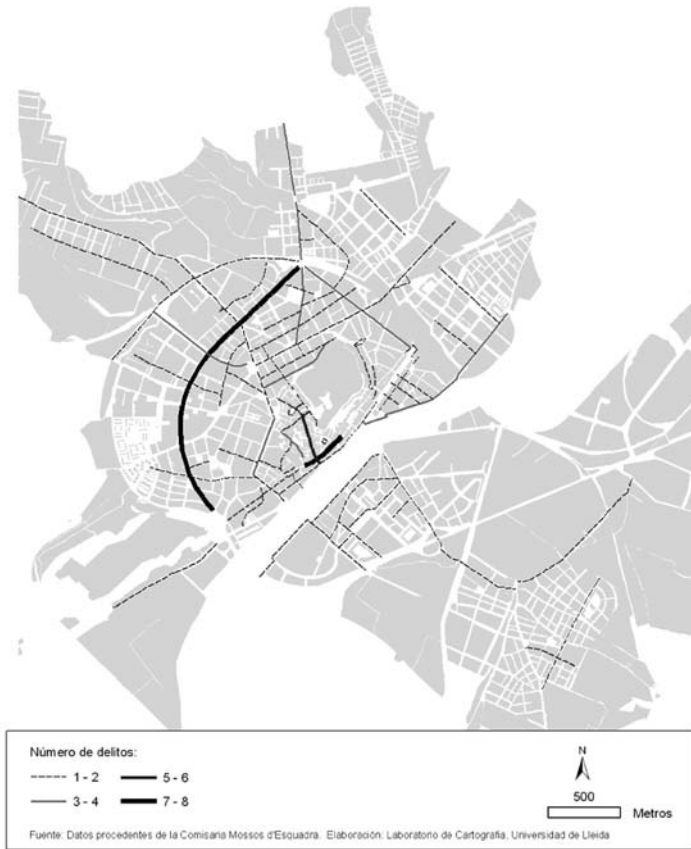 Número de delitos:
1 - 2
5 - 6
3 - 4
7 - 8
N
500
Metros
Fuente: Datos procedentes de la Comisaria Mossos d'Esquadra. Elaboración: Laboratorio de Cartografía, Universidad de Lleida